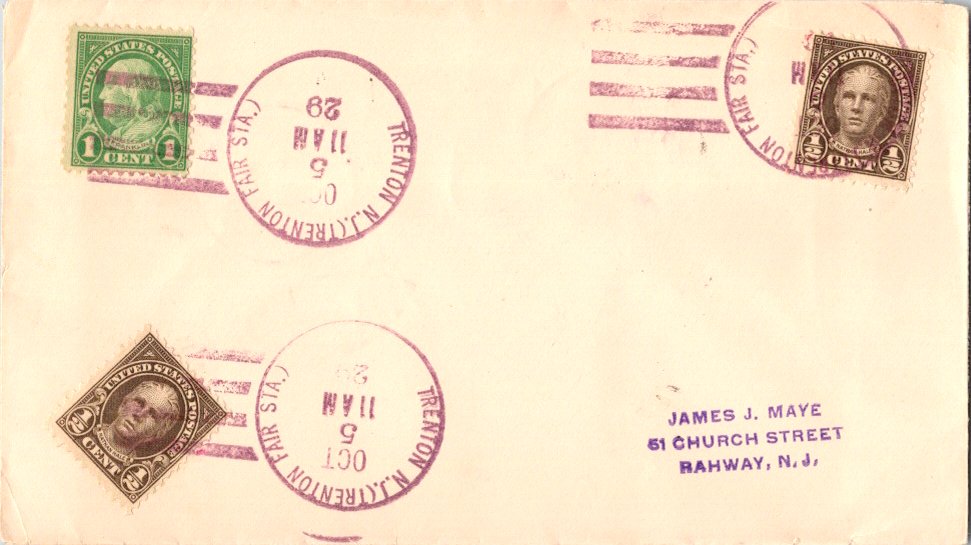 UNITED STATES POSTAGE
1 CENT 1
TRENTON N.J. (TRENTON FAIR STA.)
OCT
5
11 AM
29
FAIR STA.)
UNITED STATES POSTAGE
1/2 CENT 1/2
UNITED STATES POSTAGE
1/2 CENT 1/2
TRENTON N.J. (TRENTON FAIR STA.)
OCT
5
11 AM
29
JAMES J. MAYE
51 CHURCH STREET
RAHWAY, N.J.